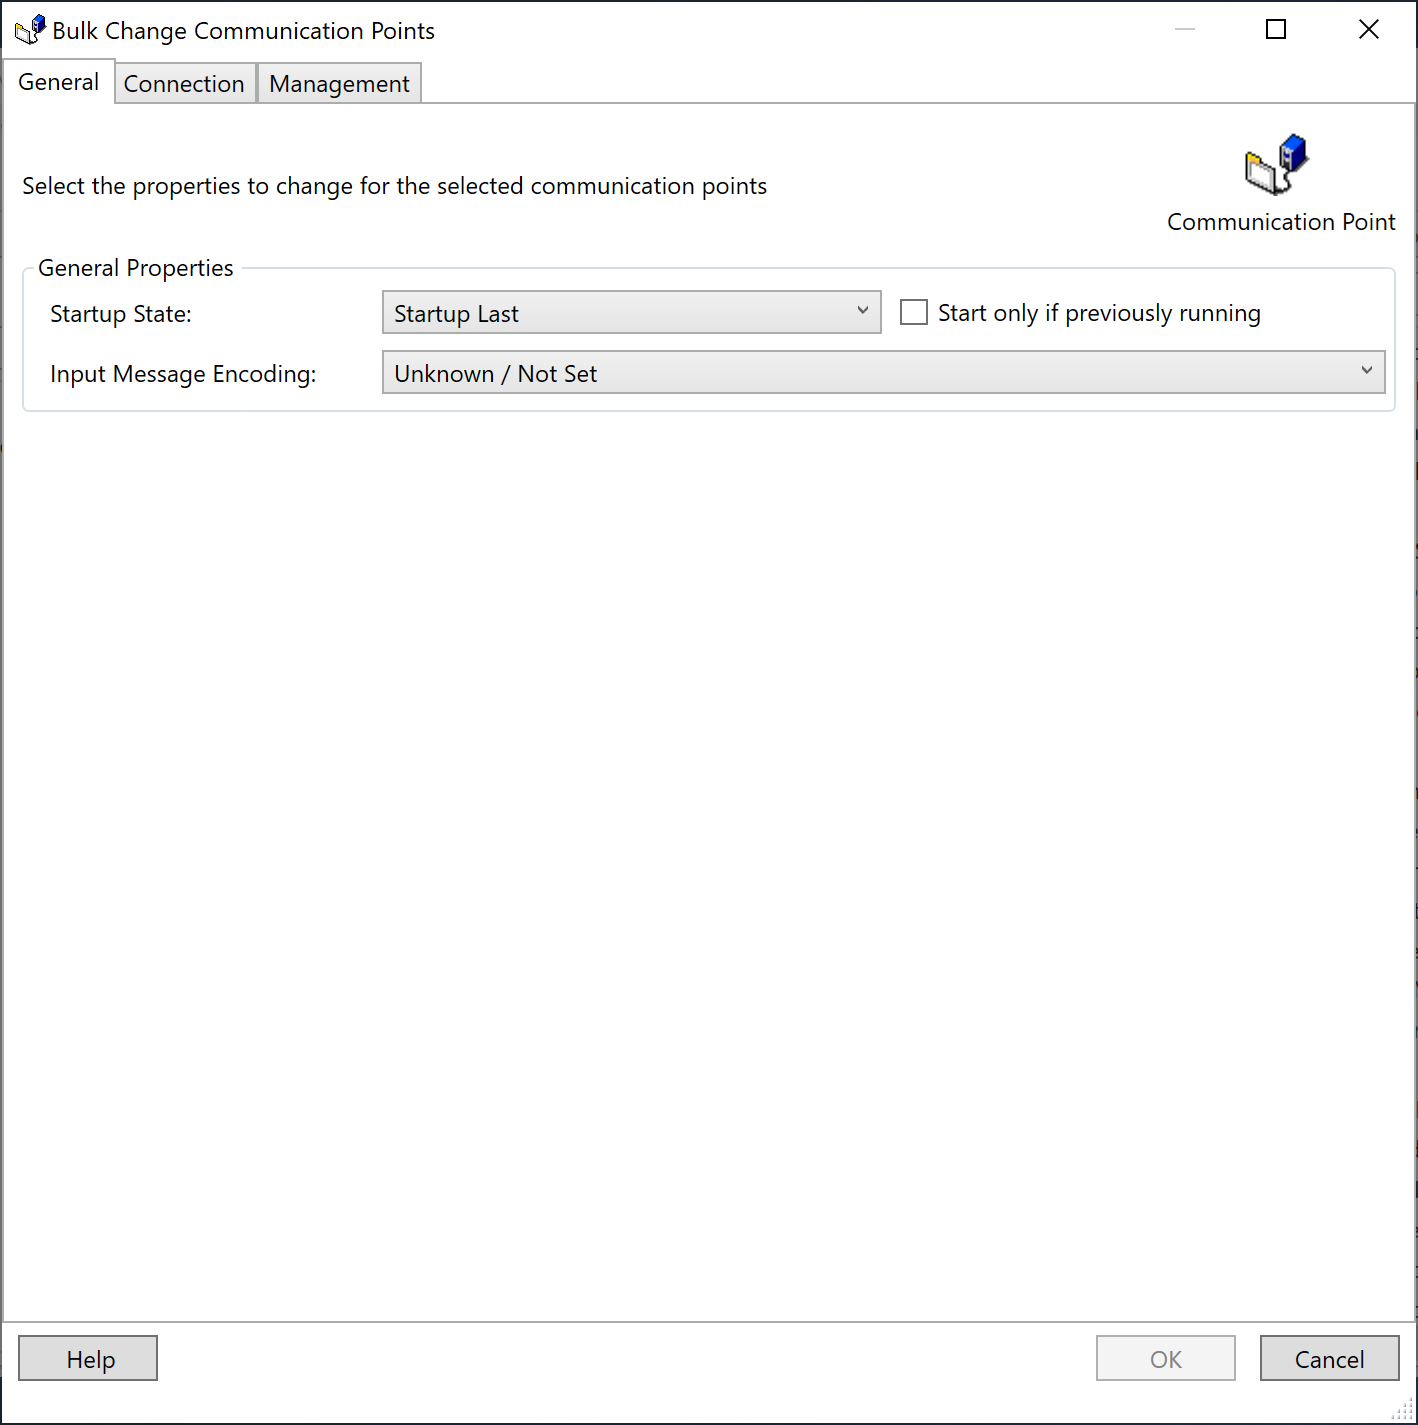 Bulk Change Communication Points
General Connection Management
Select the properties to change for the selected communication points
Communication Point
General Properties
Startup State: Startup Last Start only if previously running
Input Message Encoding: Unknown / Not Set
Help OK Cancel